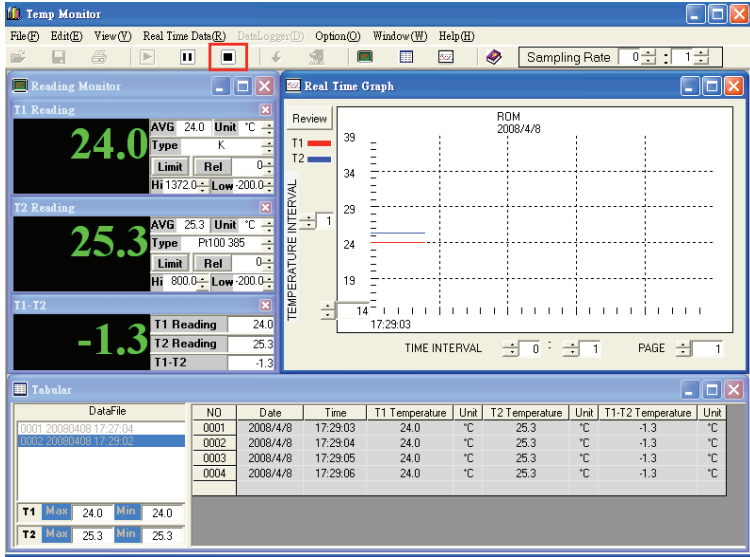 Temp Monitor
File(F) Edit(E) View(V) Real Time Data(R) DataLogger(D) Option(O) Window(W) Help(H)
Sampling Rate 0 : 1
Reading Monitor
T1 Reading
24.0
AVG 24.0 Unit °C
Type K
Limit Rel 0
Hi 1372.0 Low -200.0
T2 Reading
25.3
AVG 25.3 Unit °C
Type Pt100 385
Limit Rel 0
Hi 800.0 Low -200.0
T1-T2
-1.3
T1 Reading 24.0
T2 Reading 25.3
T1-T2 -1.3
Real Time Graph
Review
T1
T2
ROM
2008/4/8
TEMPERATURE INTERVAL
1
39
34
29
24
19
14
17:29:03
TIME INTERVAL 0 : 1 PAGE 1
Tabular
DataFile
0001 20080408 17:27:04
0002 20080408 17:29:02
T1 Max 24.0 Min 24.0
T2 Max 25.3 Min 25.3
NO Date Time T1 Temperature Unit T2 Temperature Unit T1-T2 Temperature Unit
0001 2008/4/8 17:29:03 24.0 °C 25.3 °C -1.3 °C
0002 2008/4/8 17:29:04 24.0 °C 25.3 °C -1.3 °C
0003 2008/4/8 17:29:05 24.0 °C 25.3 °C -1.3 °C
0004 2008/4/8 17:29:06 24.0 °C 25.3 °C -1.3 °C